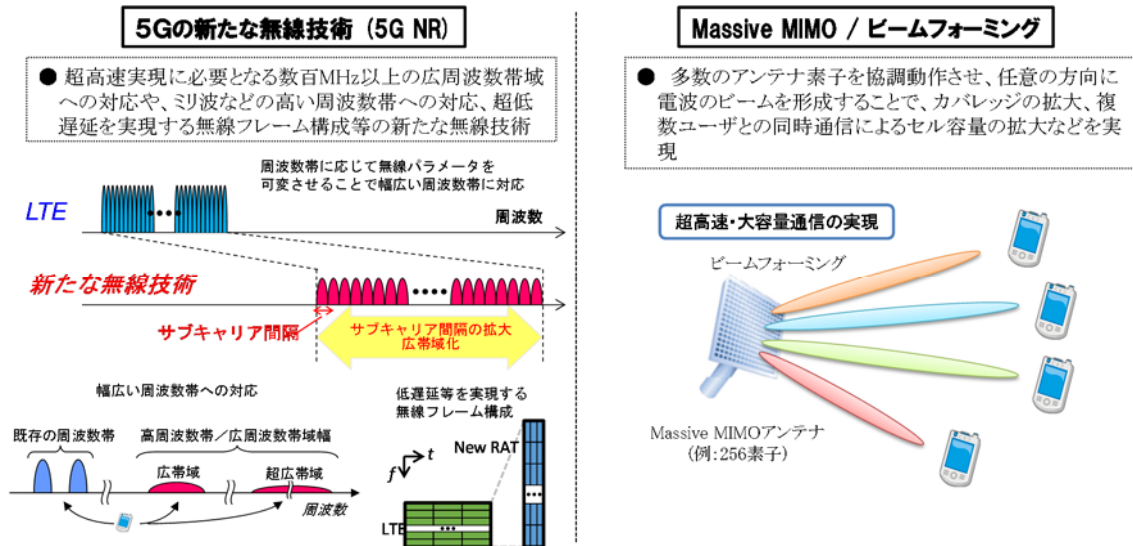 5Gの新たな無線技術 (5G NR)
● 超高速実現に必要となる数百MHz以上の広周波数帯域
への対応や、ミリ波などの高い周波数帯への対応、超低
遅延を実現する無線フレーム構成等の新たな無線技術
周波数帯に応じて無線パラメータを
可変させることで幅広い周波数帯に対応
LTE
周波数
新たな無線技術
サブキャリア間隔
サブキャリア間隔の拡大
広帯域化
幅広い周波数帯への対応
既存の周波数帯
高周波数帯/広周波数帯域幅
広帯域
超広帯域
周波数
低遅延等を実現する
無線フレーム構成
New RAT
t
f
LTE
Massive MIMO / ビームフォーミング
● 多数のアンテナ素子を協調動作させ、任意の方向に
電波のビームを形成することで、カバレッジの拡大、複
数ユーザとの同時通信によるセル容量の拡大などを実
現
超高速・大容量通信の実現
ビームフォーミング
Massive MIMOアンテナ
(例:256素子)